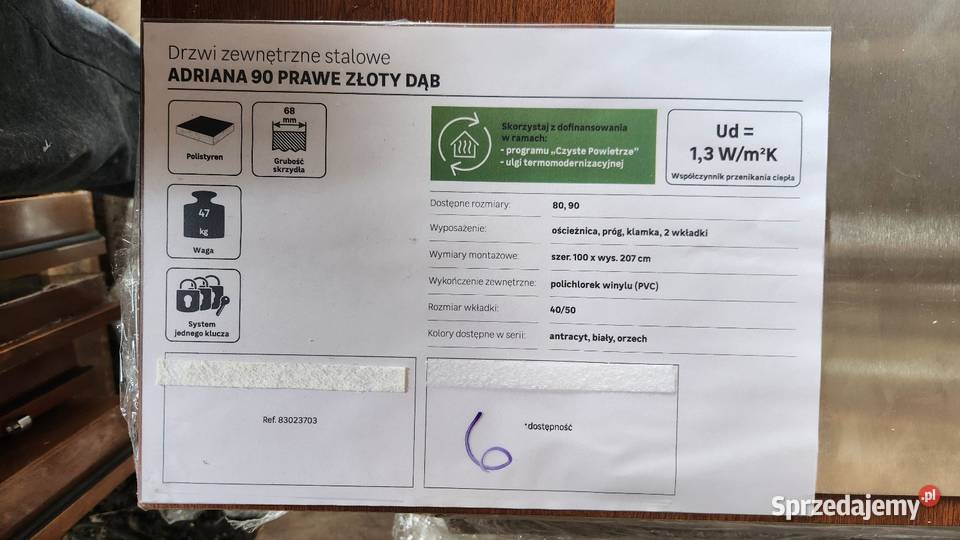 Drzwi zewnętrzne stalowe
ADRIANA 90 PRAWE ZŁOTY DĄB
Polistyren
68
mm
Grubość
skrzydła
Skorzystaj z dofinansowania
w ramach:
- programu „Czyste Powietrze”
- ulgi termomodernizacyjnej
Ud =
1,3 W/m²K
Współczynnik przenikania ciepła
47
kg
Waga
System
jednego klucza
Dostępne rozmiary: 80, 90
Wyposażenie: ościeżnica, próg, klamka, 2 wkładki
Wymiary montażowe: szer. 100 x wys. 207 cm
Wykończenie zewnętrzne: polichlorek winylu (PVC)
Rozmiar wkładki: 40/50
Kolory dostępne w serii: antracyt, biały, orzech
Ref. 83023703
*dostępność
6
Sprzedajemy.pl